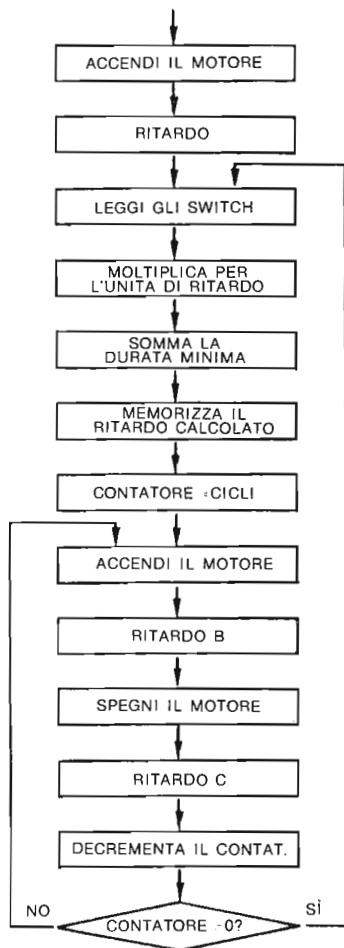 ACCENDI IL MOTORE
RITARDO
LEGGI GLI SWITCH
MOLTIPLICA PER
L'UNITA DI RITARDO
SOMMA LA
DURATA MINIMA
MEMORIZZA IL
RITARDO CALCOLATO
CONTATORE =CICLI
ACCENDI IL MOTORE
RITARDO B
SPEGNI IL MOTORE
RITARDO C
DECREMENTA IL CONTAT.
NO
CONTATORE =0?
SÌ